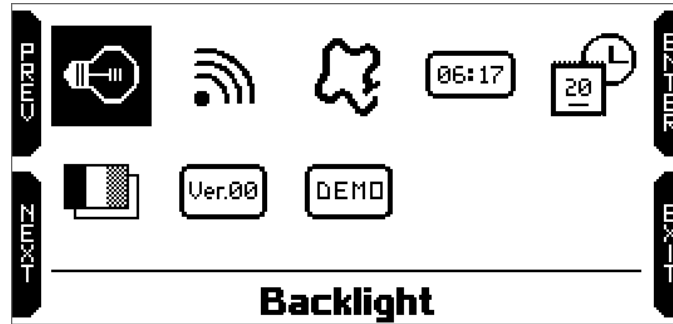 PREV
ENTER
06:17
20
Ver.00
DEMO
NEXT
EXIT
Backlight